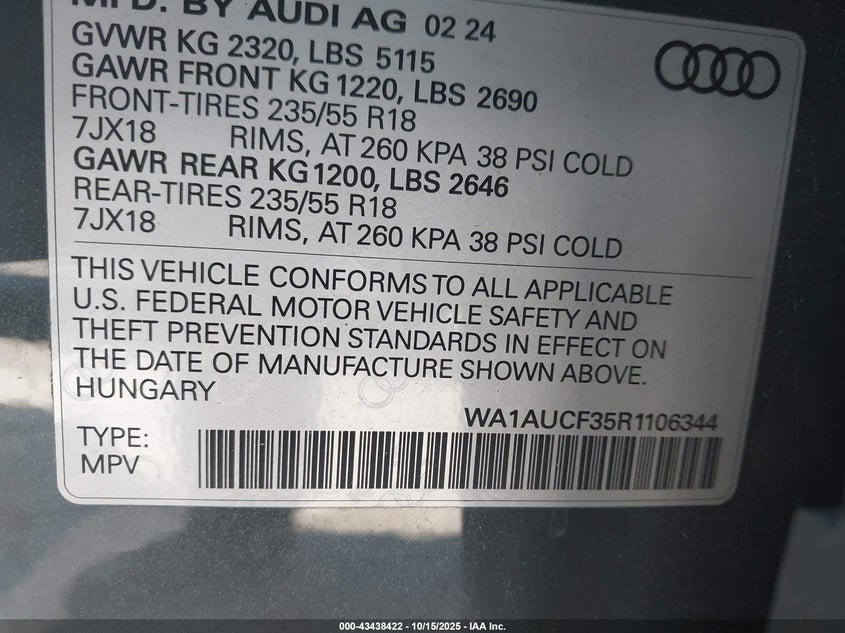 MFD. BY AUDI AG 02 24
GVWR KG 2320, LBS 5115
GAWR FRONT KG 1220, LBS 2690
FRONT-TIRES 235/55 R18
7JX18 RIMS, AT 260 KPA 38 PSI COLD
GAWR REAR KG 1200, LBS 2646
REAR-TIRES 235/55 R18
7JX18 RIMS, AT 260 KPA 38 PSI COLD
THIS VEHICLE CONFORMS TO ALL APPLICABLE
U.S. FEDERAL MOTOR VEHICLE SAFETY AND
THEFT PREVENTION STANDARDS IN EFFECT ON
THE DATE OF MANUFACTURE SHOWN ABOVE.
HUNGARY
WA1AUCF35R1106344
TYPE:
MPV
000-43438422 - 10/15/2025 - IAA Inc.